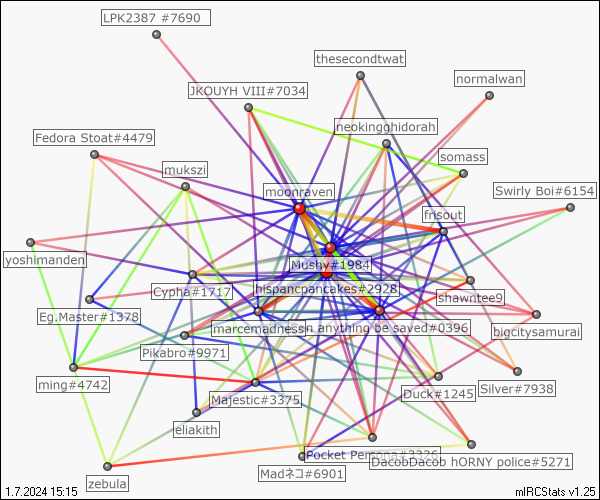 LPK2387 #7690
thesecondtwat
normalwan
JKOUYH VIII#7034
neokingghidorah
Fedora Stoat#4479
somass
mukszi
moonraven
Swirly Boi#6154
frisout
yoshimanden
Mushy#1984
Cypha#1717
hispancpancakes#2928
shawntee9
Eg.Master#1378
marcemadness
n anything be saved#0396
bigcitysamurai
Pikabro#9971
ming#4742
Majestic#3375
Duck#1245
Silver#7938
eliakith
Pocket Persona#3326
DacobDacob hORNY police#5271
Madネコ#6901
zebula
1.7.2024 15:15
mIRCStats v1.25